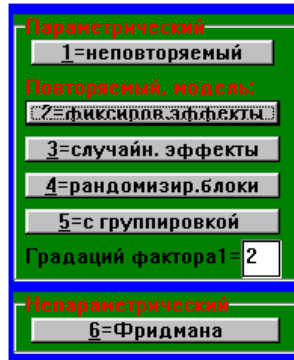 Параметрический
1=неповторяемый
Повторяемый, модель:
2=фиксиров.эффекты
3=случайн. эффекты
4=рандомизир.блоки
5=с группировкой
Градаций фактора1= 2
Непараметрический
6=Фридмана